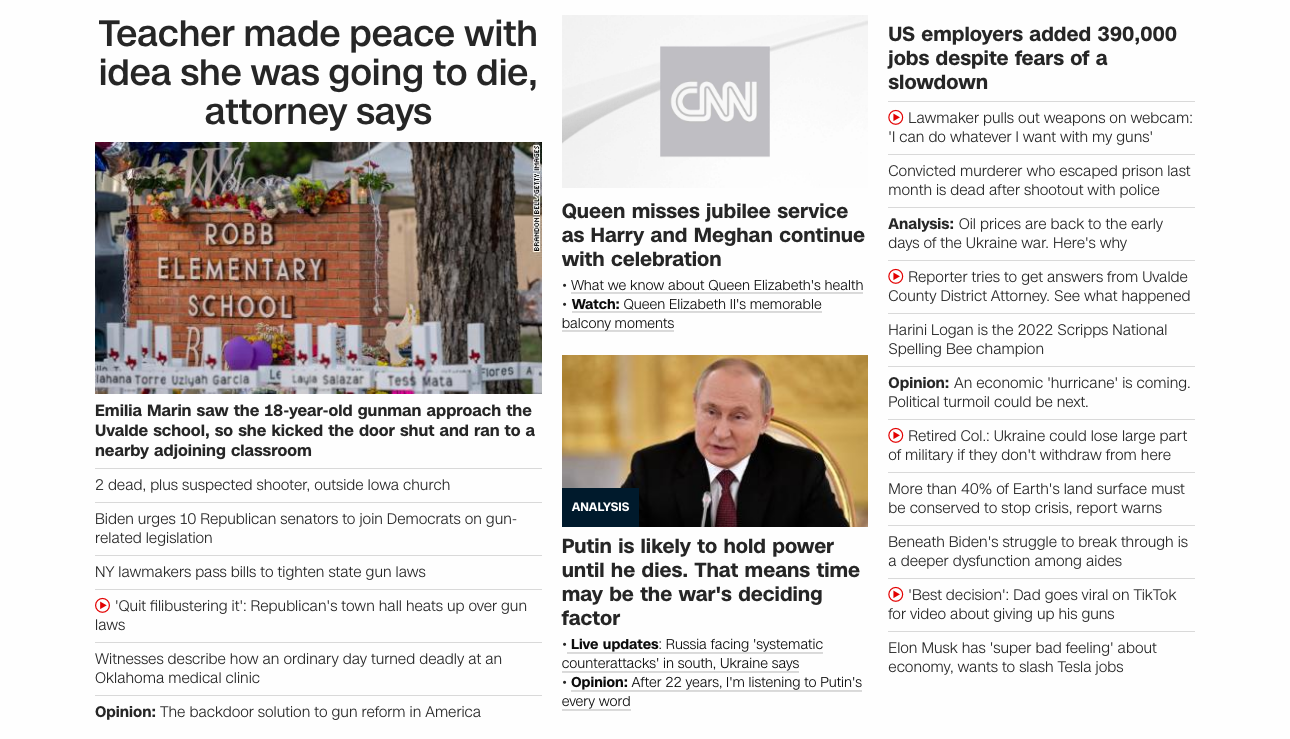 Teacher made peace with
idea she was going to die,
attorney says
BRANDON BELL/GETTY IMAGES
Welcome
ROBB
ELEMENTARY
SCHOOL
Torre
Uziyah Garcia
Layla Salazar
Tess Mata
Flores
Emilia Marin saw the 18-year-old gunman approach the
Uvalde school, so she kicked the door shut and ran to a
nearby adjoining classroom
2 dead, plus suspected shooter, outside Iowa church
Biden urges 10 Republican senators to join Democrats on gun-
related legislation
NY lawmakers pass bills to tighten state gun laws
'Quit filibustering it': Republican's town hall heats up over gun
laws
Witnesses describe how an ordinary day turned deadly at an
Oklahoma medical clinic
Opinion: The backdoor solution to gun reform in America
CNN
Queen misses jubilee service
as Harry and Meghan continue
with celebration
• What we know about Queen Elizabeth's health
• Watch: Queen Elizabeth II's memorable
balcony moments
ANALYSIS
Putin is likely to hold power
until he dies. That means time
may be the war's deciding
factor
• Live updates: Russia facing 'systematic
counterattacks' in south, Ukraine says
• Opinion: After 22 years, I'm listening to Putin's
every word
US employers added 390,000
jobs despite fears of a
slowdown
Lawmaker pulls out weapons on webcam:
'I can do whatever I want with my guns'
Convicted murderer who escaped prison last
month is dead after shootout with police
Analysis: Oil prices are back to the early
days of the Ukraine war. Here's why
Reporter tries to get answers from Uvalde
County District Attorney. See what happened
Harini Logan is the 2022 Scripps National
Spelling Bee champion
Opinion: An economic 'hurricane' is coming.
Political turmoil could be next.
Retired Col.: Ukraine could lose large part
of military if they don't withdraw from here
More than 40% of Earth's land surface must
be conserved to stop crisis, report warns
Beneath Biden's struggle to break through is
a deeper dysfunction among aides
'Best decision': Dad goes viral on TikTok
for video about giving up his guns
Elon Musk has 'super bad feeling' about
economy, wants to slash Tesla jobs